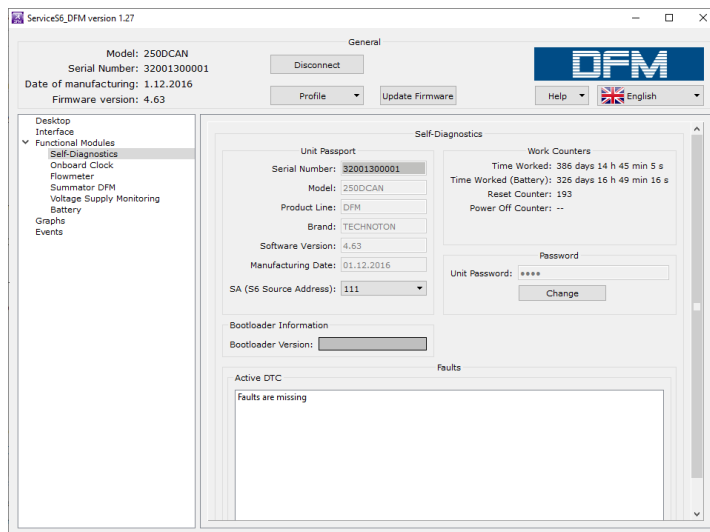 ServiceS6_DFM version 1.27
General
Model: 250DCAN
Serial Number: 32001300001
Date of manufacturing: 1.12.2016
Firmware version: 4.63
Disconnect
Profile
Update Firmware
DFM
Help
English
Desktop
Interface
Functional Modules
Self-Diagnostics
Onboard Clock
Flowmeter
Summator DFM
Voltage Supply Monitoring
Battery
Graphs
Events
Self-Diagnostics
Unit Passport
Serial Number: 32001300001
Model: 250DCAN
Product Line: DFM
Brand: TECHNOTON
Software Version: 4.63
Manufacturing Date: 01.12.2016
SA (S6 Source Address): 111
Bootloader Information
Bootloader Version:
Work Counters
Time Worked: 386 days 14 h 45 min 5 s
Time Worked (Battery): 326 days 16 h 49 min 16 s
Reset Counter: 193
Power Off Counter: --
Password
Unit Password: ●●●●
Change
Faults
Active DTC
Faults are missing